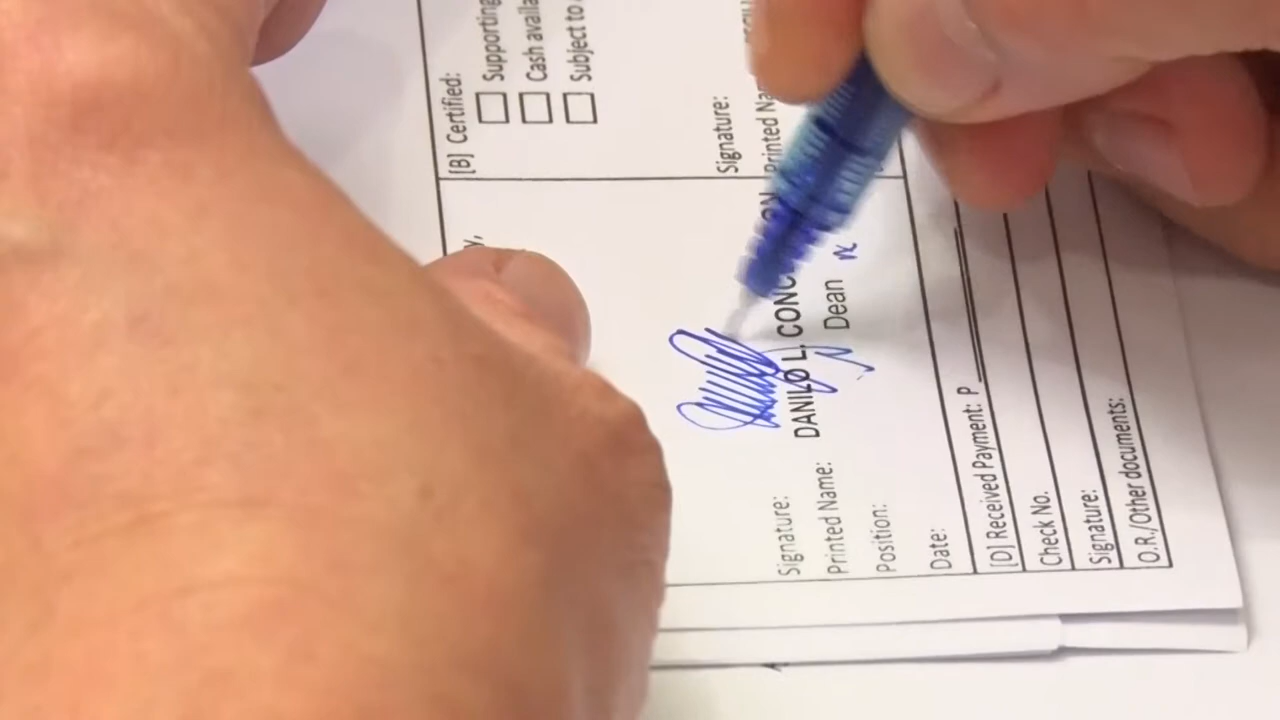 [B] Certified:
Supporting
Cash availa
Subject to
Signature:
Printed Na
Signature:
DANILO L. CONC
Printed Name:
Dean
Position:
Date:
[D] Received Payment: P
Check No.
Signature:
O.R./Other documents: